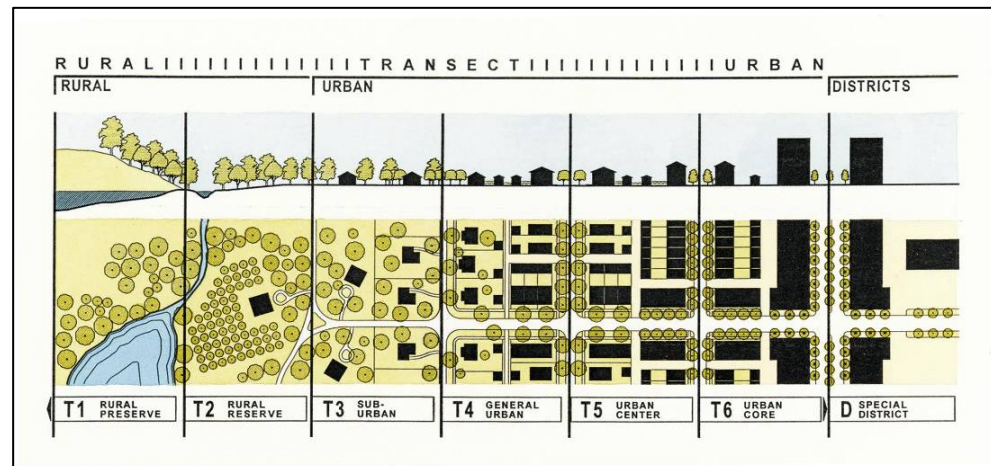 RURALIIIIIIIIIIIIIITRANSECTIIIIIIIIIIIIIIURBAN
RURAL
URBAN
DISTRICTS
T1 RURAL PRESERVE
T2 RURAL RESERVE
T3 SUB-URBAN
T4 GENERAL URBAN
T5 URBAN CENTER
T6 URBAN CORE
D SPECIAL DISTRICT